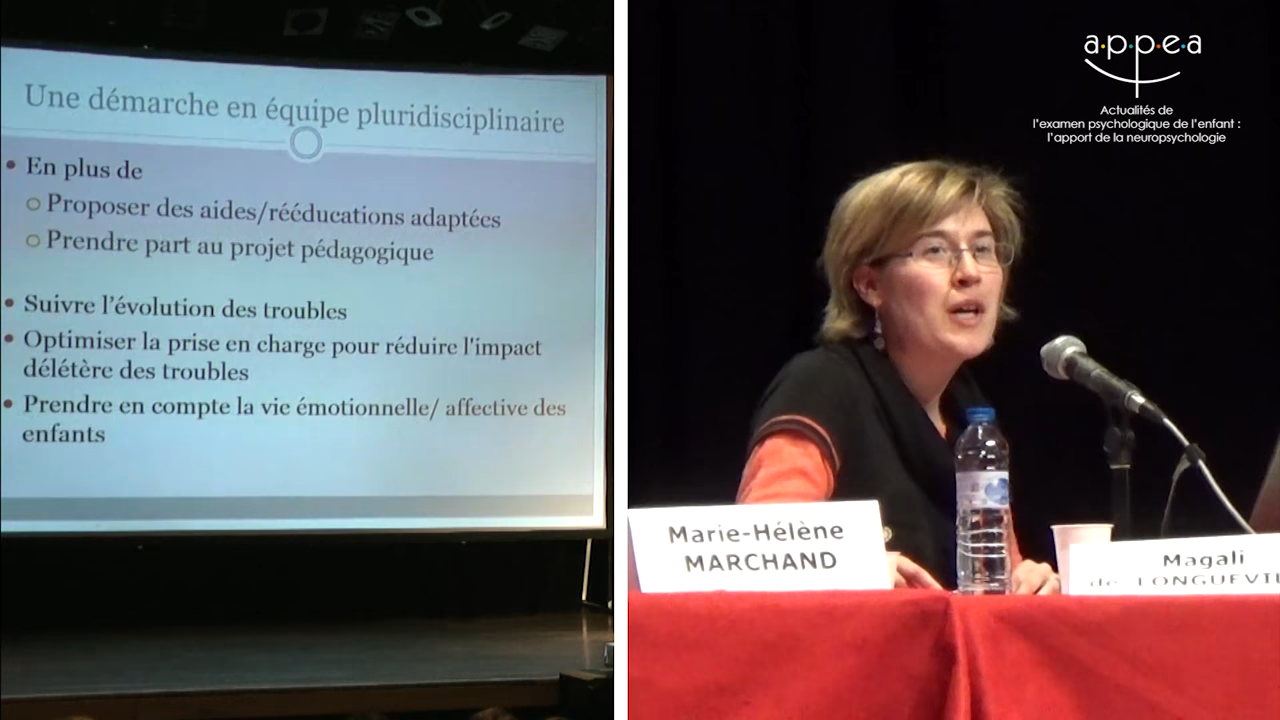 Une démarche en équipe pluridisciplinaire
• En plus de
○ Proposer des aides/rééducations adaptées
○ Prendre part au projet pédagogique
• Suivre l'évolution des troubles
• Optimiser la prise en charge pour réduire l'impact
délétère des troubles
• Prendre en compte la vie émotionnelle/ affective des
enfants
a·p·p·e·a
Actualités de
l'examen psychologique de l'enfant :
l'apport de la neuropsychologie
Marie-Hélène
MARCHAND
Magali
de